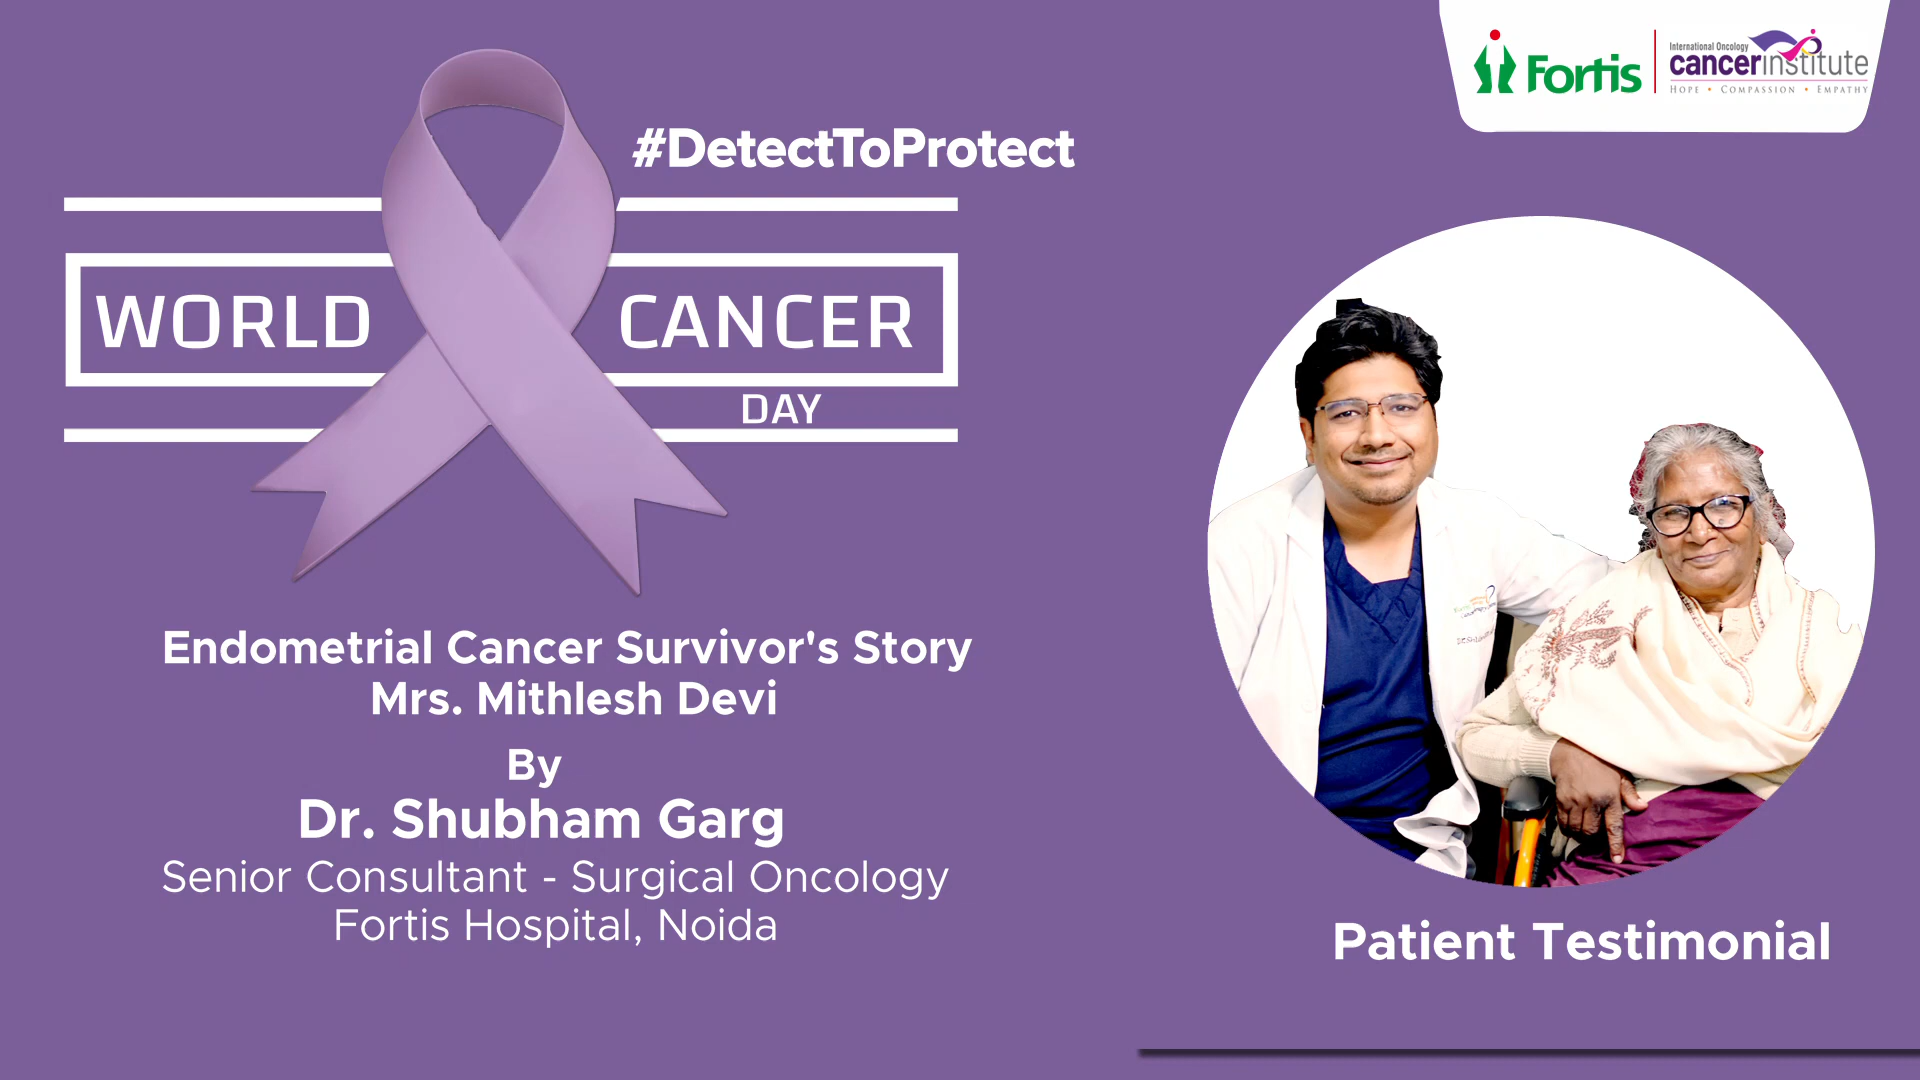 Fortis
International Oncology
cancerinstitute
HOPE • COMPASSION • EMPATHY
#DetectToProtect
WORLD CANCER
DAY
Endometrial Cancer Survivor's Story
Mrs. Mithlesh Devi
By
Dr. Shubham Garg
Senior Consultant - Surgical Oncology
Fortis Hospital, Noida
Patient Testimonial